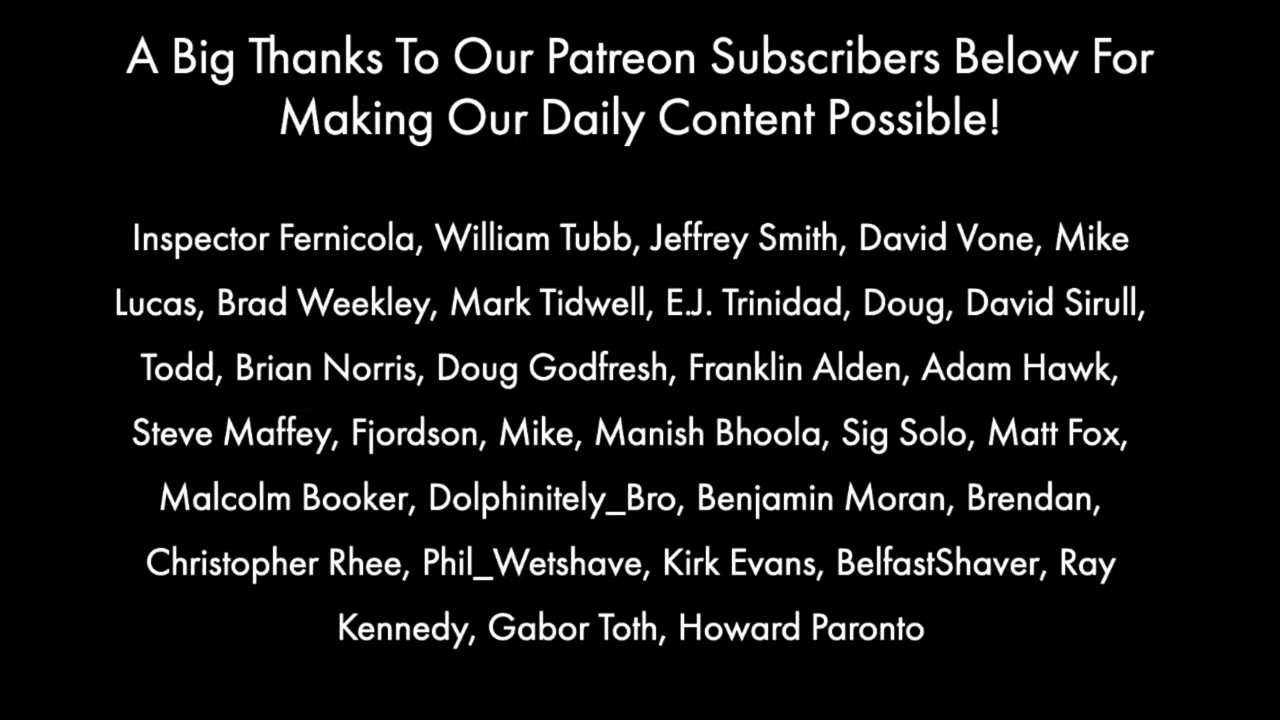 A Big Thanks To Our Patreon Subscribers Below For
Making Our Daily Content Possible!
Inspector Fernicola, William Tubb, Jeffrey Smith, David Vone, Mike
Lucas, Brad Weekley, Mark Tidwell, E.J. Trinidad, Doug, David Sirull,
Todd, Brian Norris, Doug Godfresh, Franklin Alden, Adam Hawk,
Steve Maffey, Fjordson, Mike, Manish Bhoola, Sig Solo, Matt Fox,
Malcolm Booker, Dolphinitely_Bro, Benjamin Moran, Brendan,
Christopher Rhee, Phil_Wetshave, Kirk Evans, BelfastShaver, Ray
Kennedy, Gabor Toth, Howard Paronto